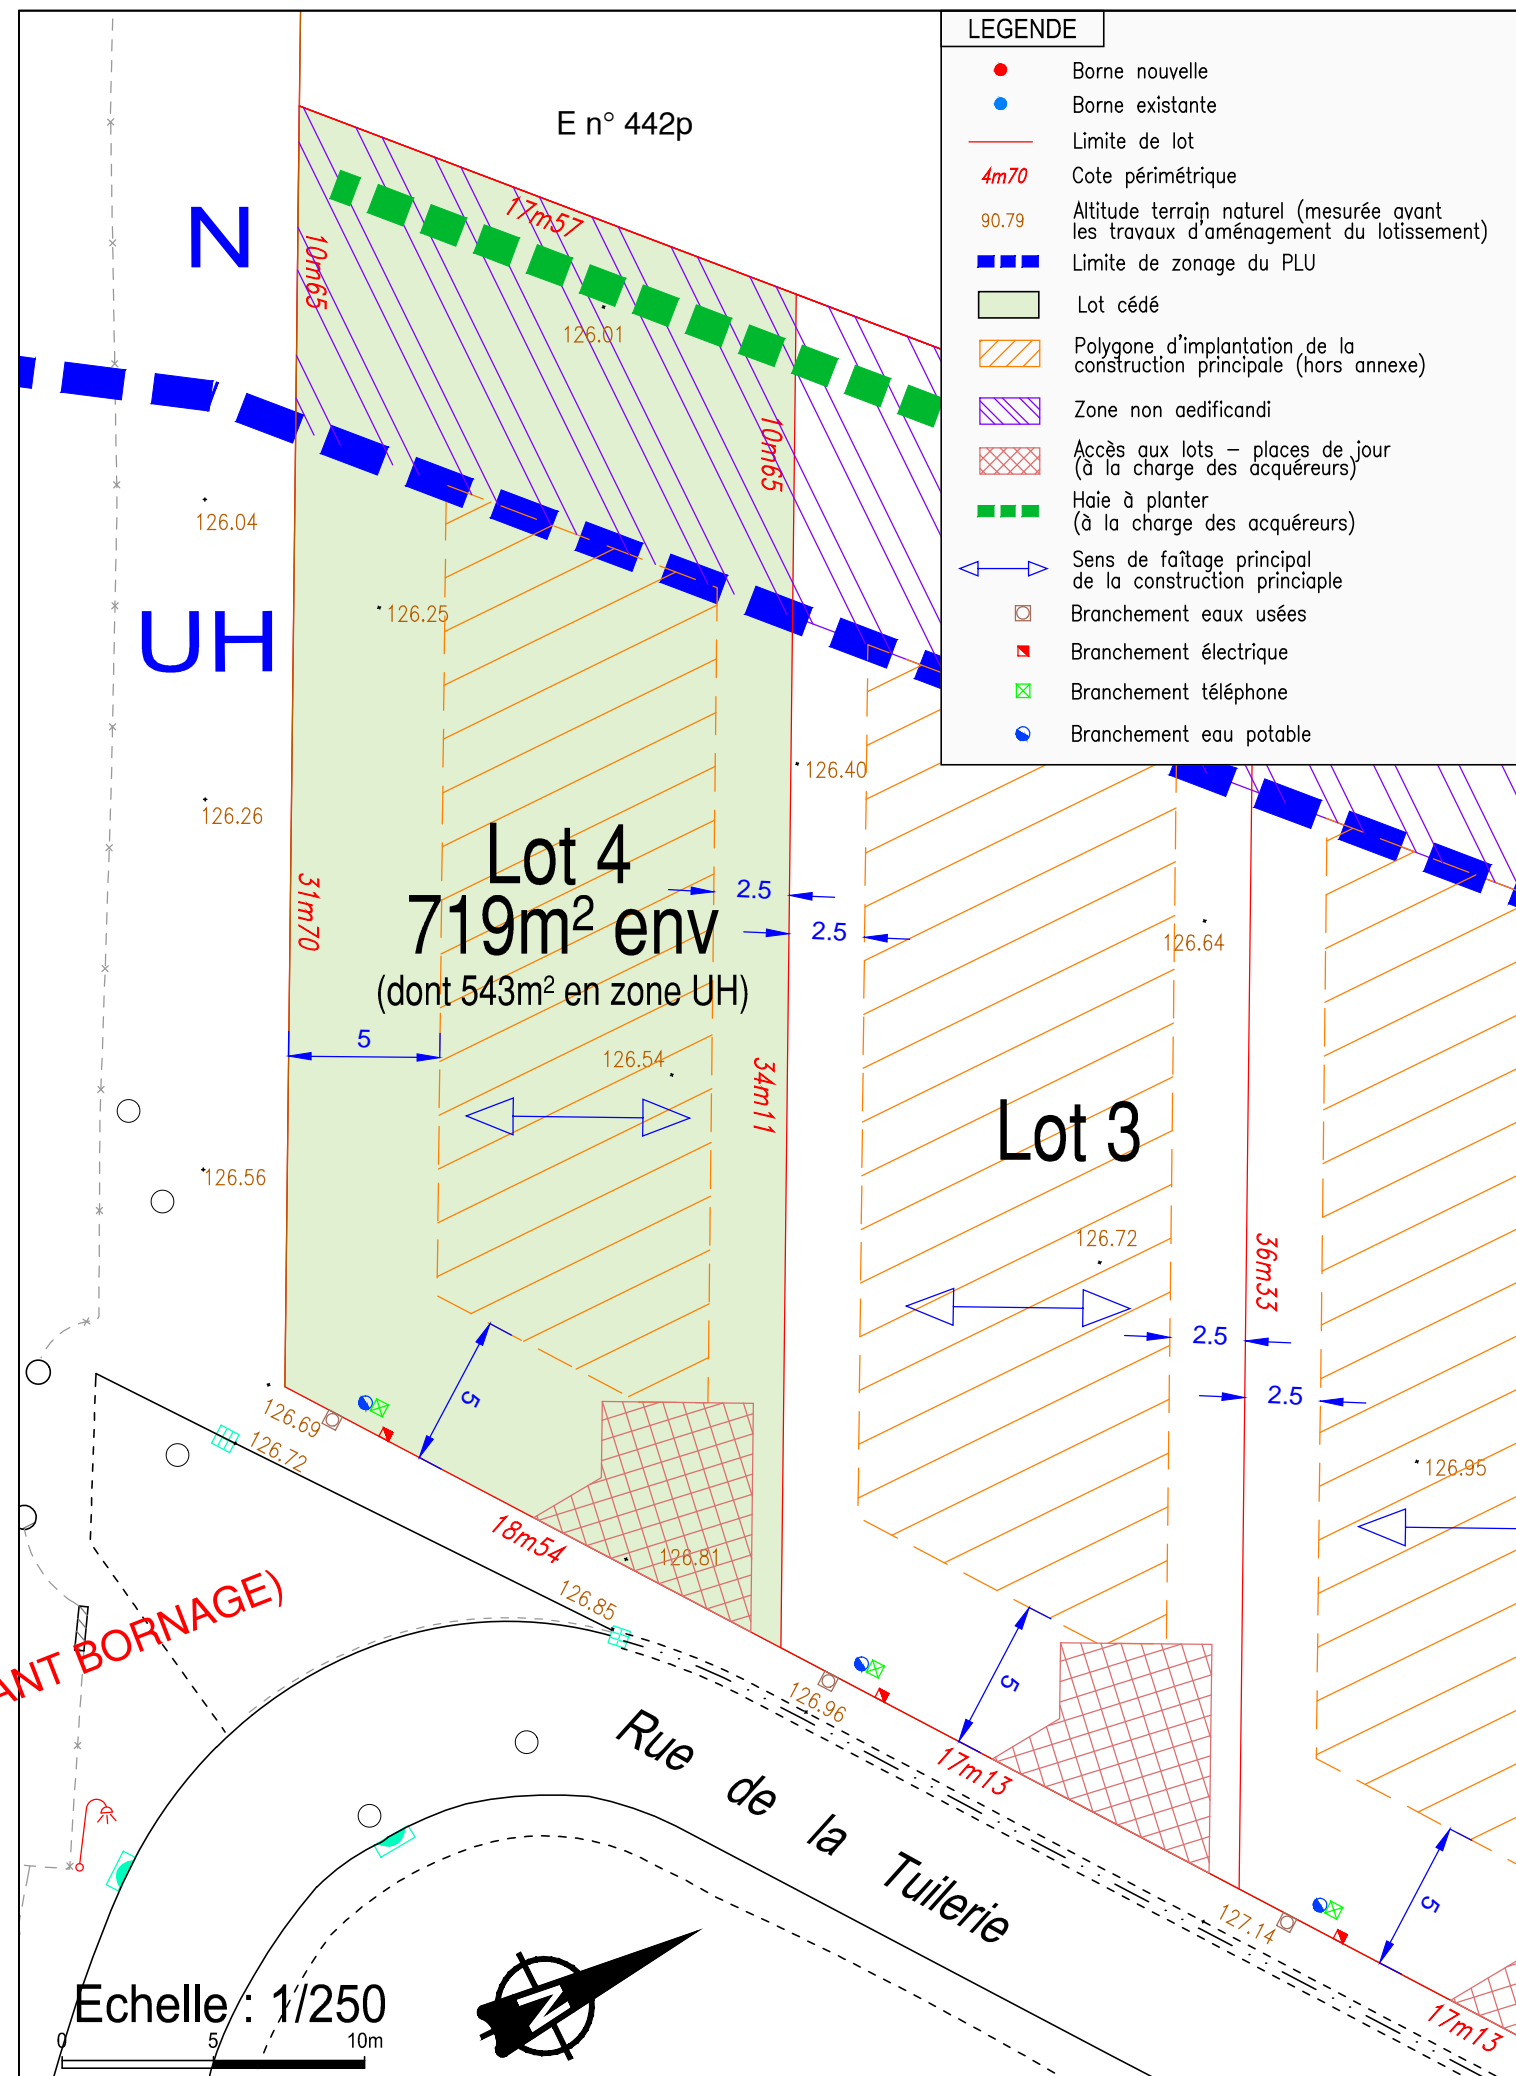 LEGENDE
Borne nouvelle
Borne existante
Limite de lot
4m70 Cote périmétrique
90.79 Altitude terrain naturel (mesurée avant
les travaux d'aménagement du lotissement)
Limite de zonage du PLU
Lot cédé
Polygone d'implantation de la
construction principale (hors annexe)
Zone non aedificandi
Accès aux lots – places de jour
(à la charge des acquéreurs)
Haie à planter
(à la charge des acquéreurs)
Sens de faîtage principal
de la construction princiaple
Branchement eaux usées
Branchement électrique
Branchement téléphone
Branchement eau potable
E n° 442p
N
17m57
10m65
126.01
10m65
126.04
126.25
UH
126.40
126.26
Lot 4
719m² env
(dont 543m² en zone UH)
31m70
2.5
2.5
126.64
5
126.54
34m11
Lot 3
126.56
126.72
36m33
2.5
2.5
5
126.69
126.72
126.95
18m54
126.81
126.85
ANT BORNAGE)
126.96
5
17m13
Rue de la Tuilerie
127.14
5
17m13
Echelle : 1/250
0 5 10m
N